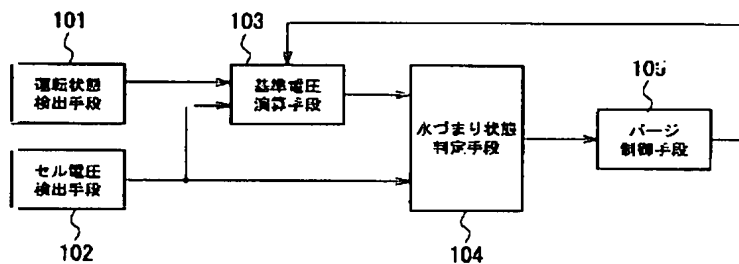 101
運転状態
検出手段
103
基準電圧
演算手段
水づまり状態
判定手段
104
105
パージ
制御手段
セル電圧
検出手段
102